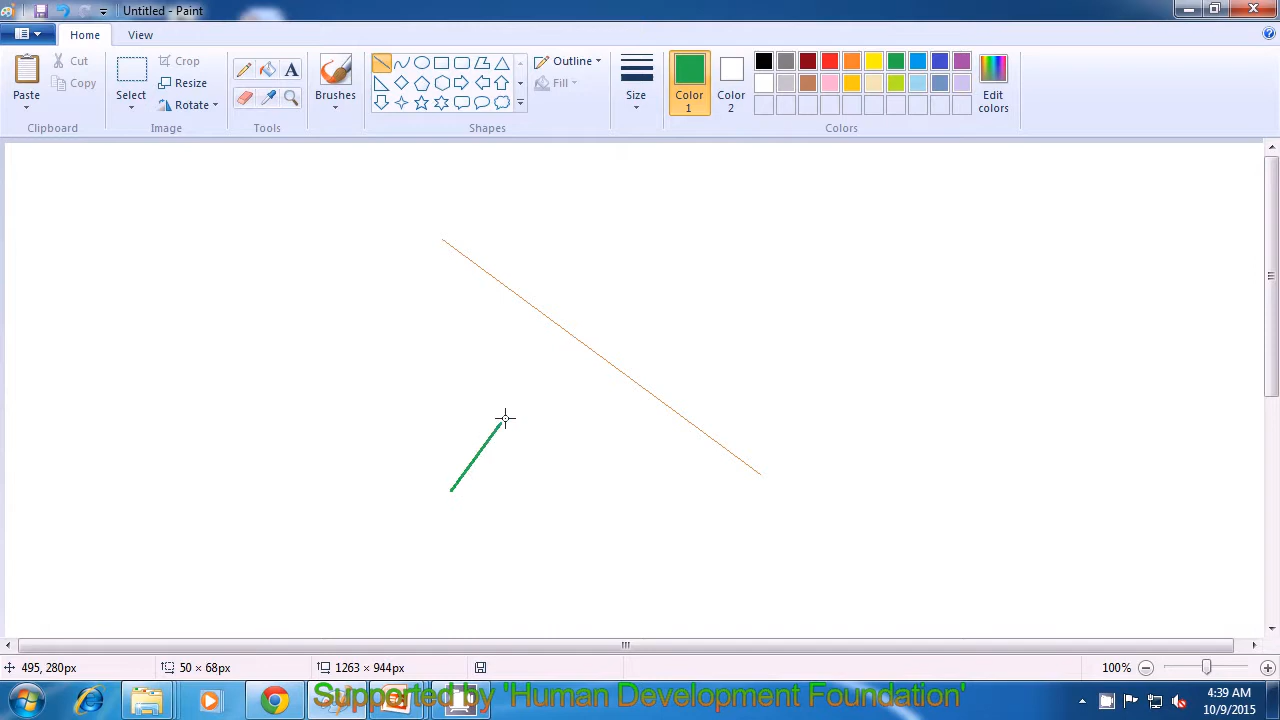 Untitled - Paint
Home
View
Paste
Cut
Copy
Clipboard
Select
Crop
Resize
Rotate
Image
A
Tools
Brushes
Outline
Fill
Shapes
Size
Color
1
Color
2
Edit
colors
Colors
495, 280px
50 × 68px
1263 × 944px
100%
4:39 AM
10/9/2015
Supported by 'Human Development Foundation'